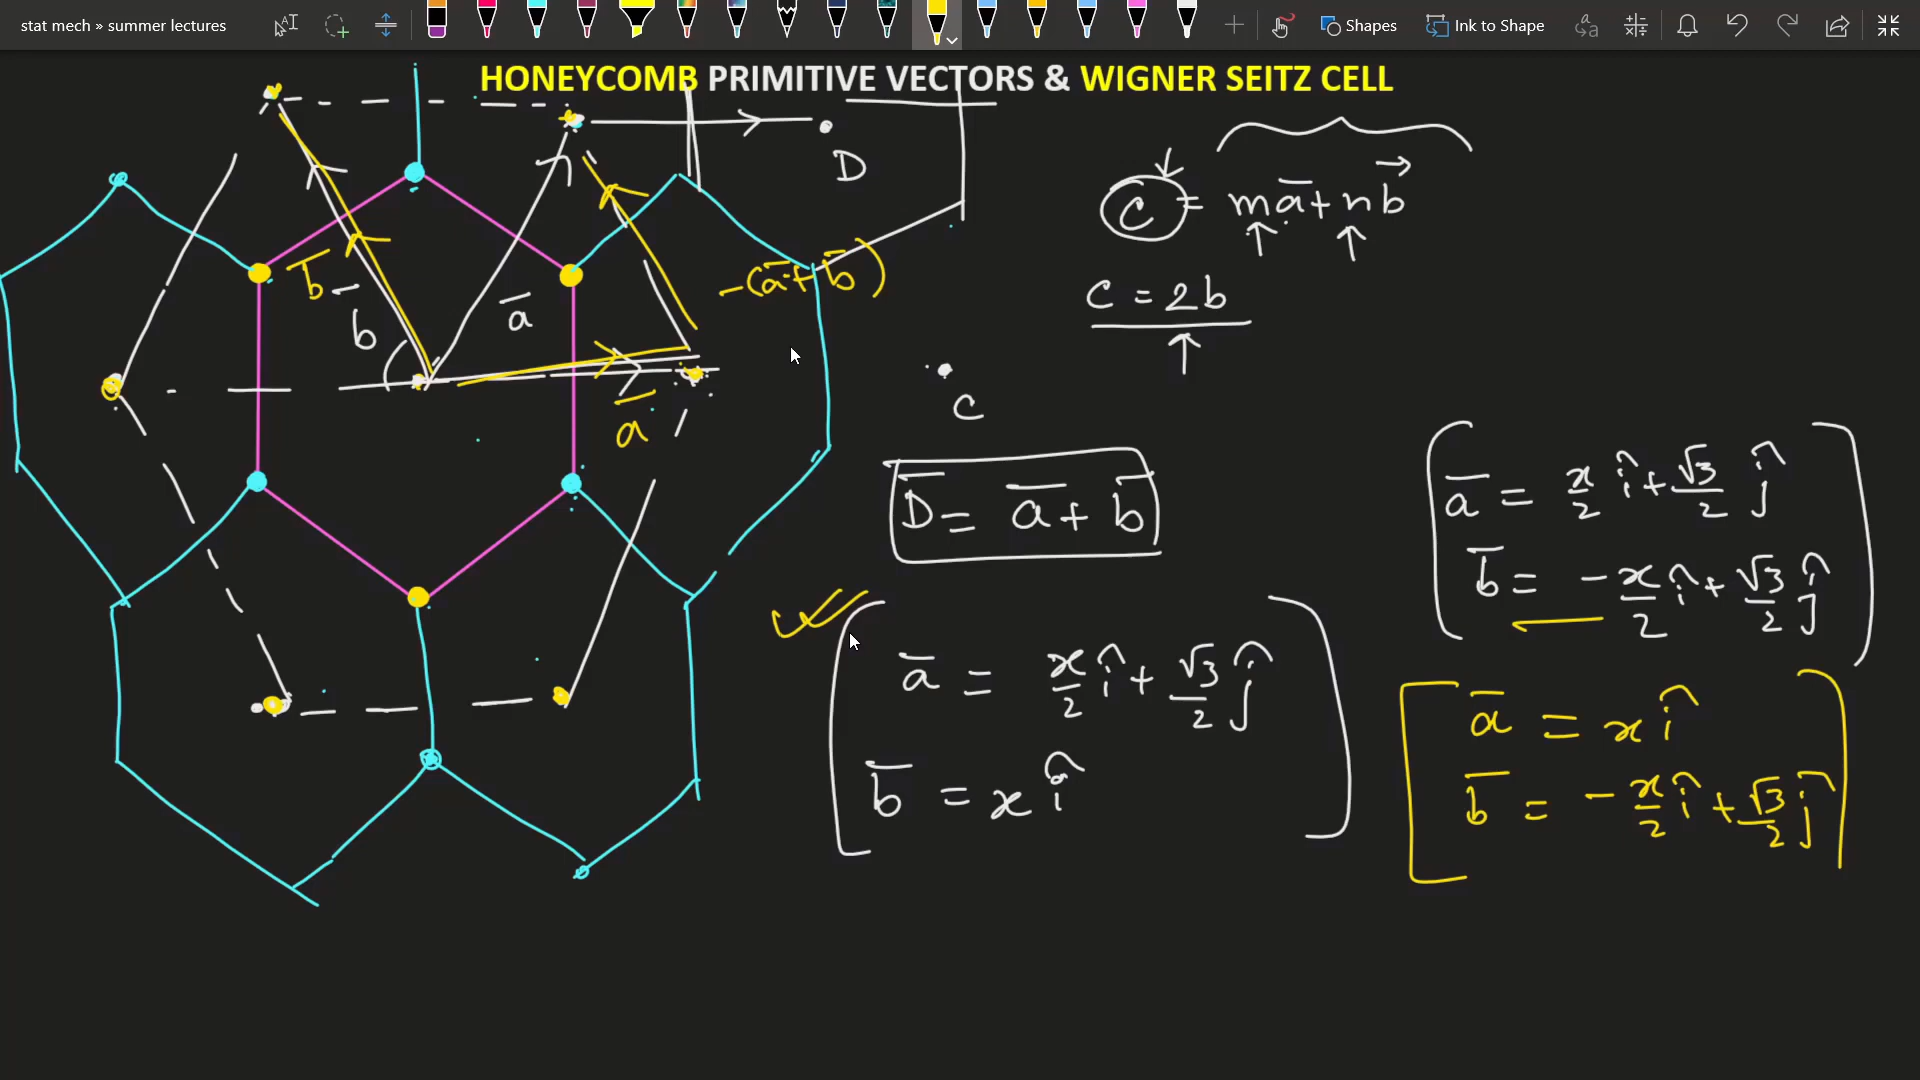 stat mech » summer lectures
Shapes
Ink to Shape
HONEYCOMB PRIMITIVE VECTORS & WIGNER SEITZ CELL
D
c = ma̅ + nb⃗
b̅
-(a̅+b̅)
b̅
a̅
c = 2b
a̅
C
D̅ = a̅ + b̅
a̅ = x/2 î + √3/2 ĵ
b̅ = -x/2 î + √3/2 ĵ
a̅ = x/2 î + √3/2 ĵ
b̅ = x î
a̅ = x î
b̅ = -x/2 î + √3/2 ĵ